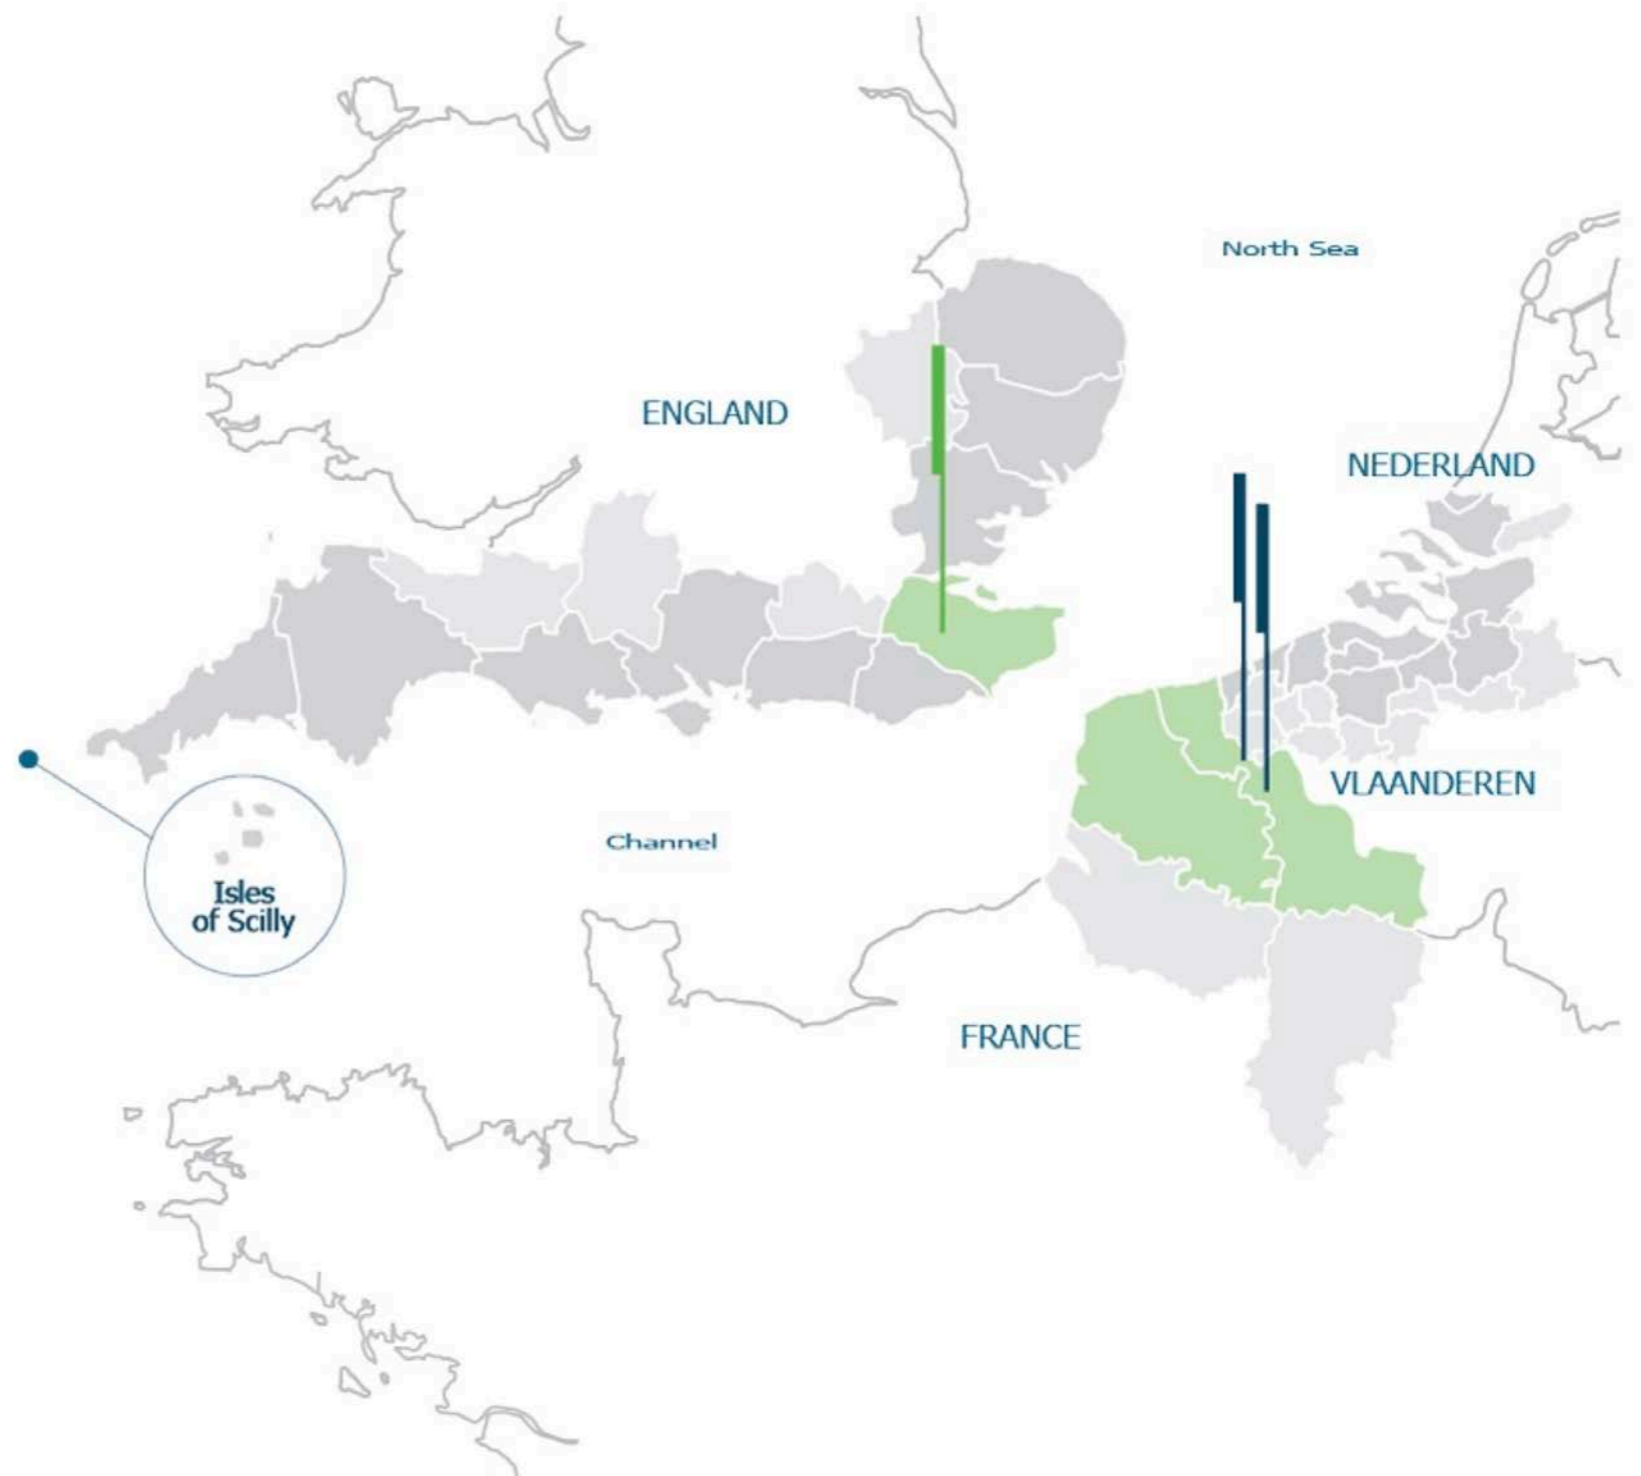 North Sea
ENGLAND
NEDERLAND
VLAANDEREN
Channel
Isles
of Scilly
FRANCE